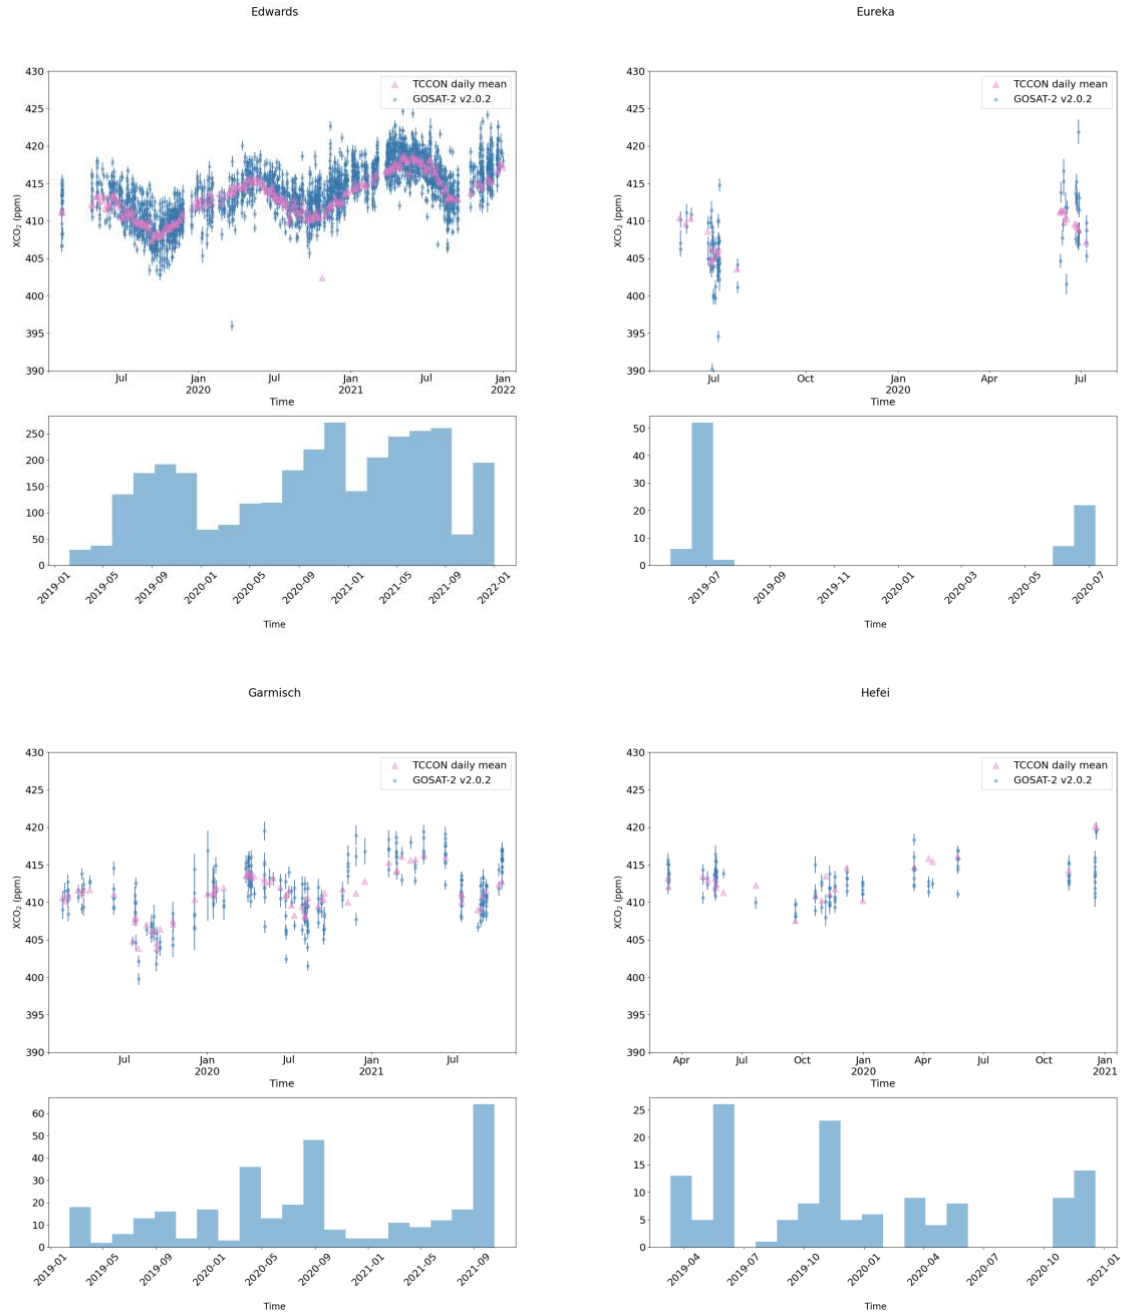 Edwards
430
425
420
415
410
405
400
395
390
XCO₂ (ppm)
TCCON daily mean
GOSAT-2 v2.0.2
Jul
Jan
2020
Jul
Jan
2021
Jul
Jan
2022
Time
250
200
150
100
50
0
2019-01
2019-05
2019-09
2020-01
2020-05
2020-09
2021-01
2021-05
2021-09
2022-01
Time
Eureka
430
425
420
415
410
405
400
395
390
XCO₂ (ppm)
TCCON daily mean
GOSAT-2 v2.0.2
Jul
Oct
Jan
2020
Apr
Jul
Time
50
40
30
20
10
0
2019-07
2019-09
2019-11
2020-01
2020-03
2020-05
2020-07
Time
Garmisch
430
425
420
415
410
405
400
395
390
XCO₂ (ppm)
TCCON daily mean
GOSAT-2 v2.0.2
Jul
Jan
2020
Jul
Jan
2021
Jul
Time
60
50
40
30
20
10
0
2019-01
2019-05
2019-09
2020-01
2020-05
2020-09
2021-01
2021-05
2021-09
Time
Hefei
430
425
420
415
410
405
400
395
390
XCO₂ (ppm)
TCCON daily mean
GOSAT-2 v2.0.2
Apr
Jul
Oct
Jan
2020
Apr
Jul
Oct
Jan
2021
Time
25
20
15
10
5
0
2019-04
2019-07
2019-10
2020-01
2020-04
2020-07
2020-10
2021-01
Time